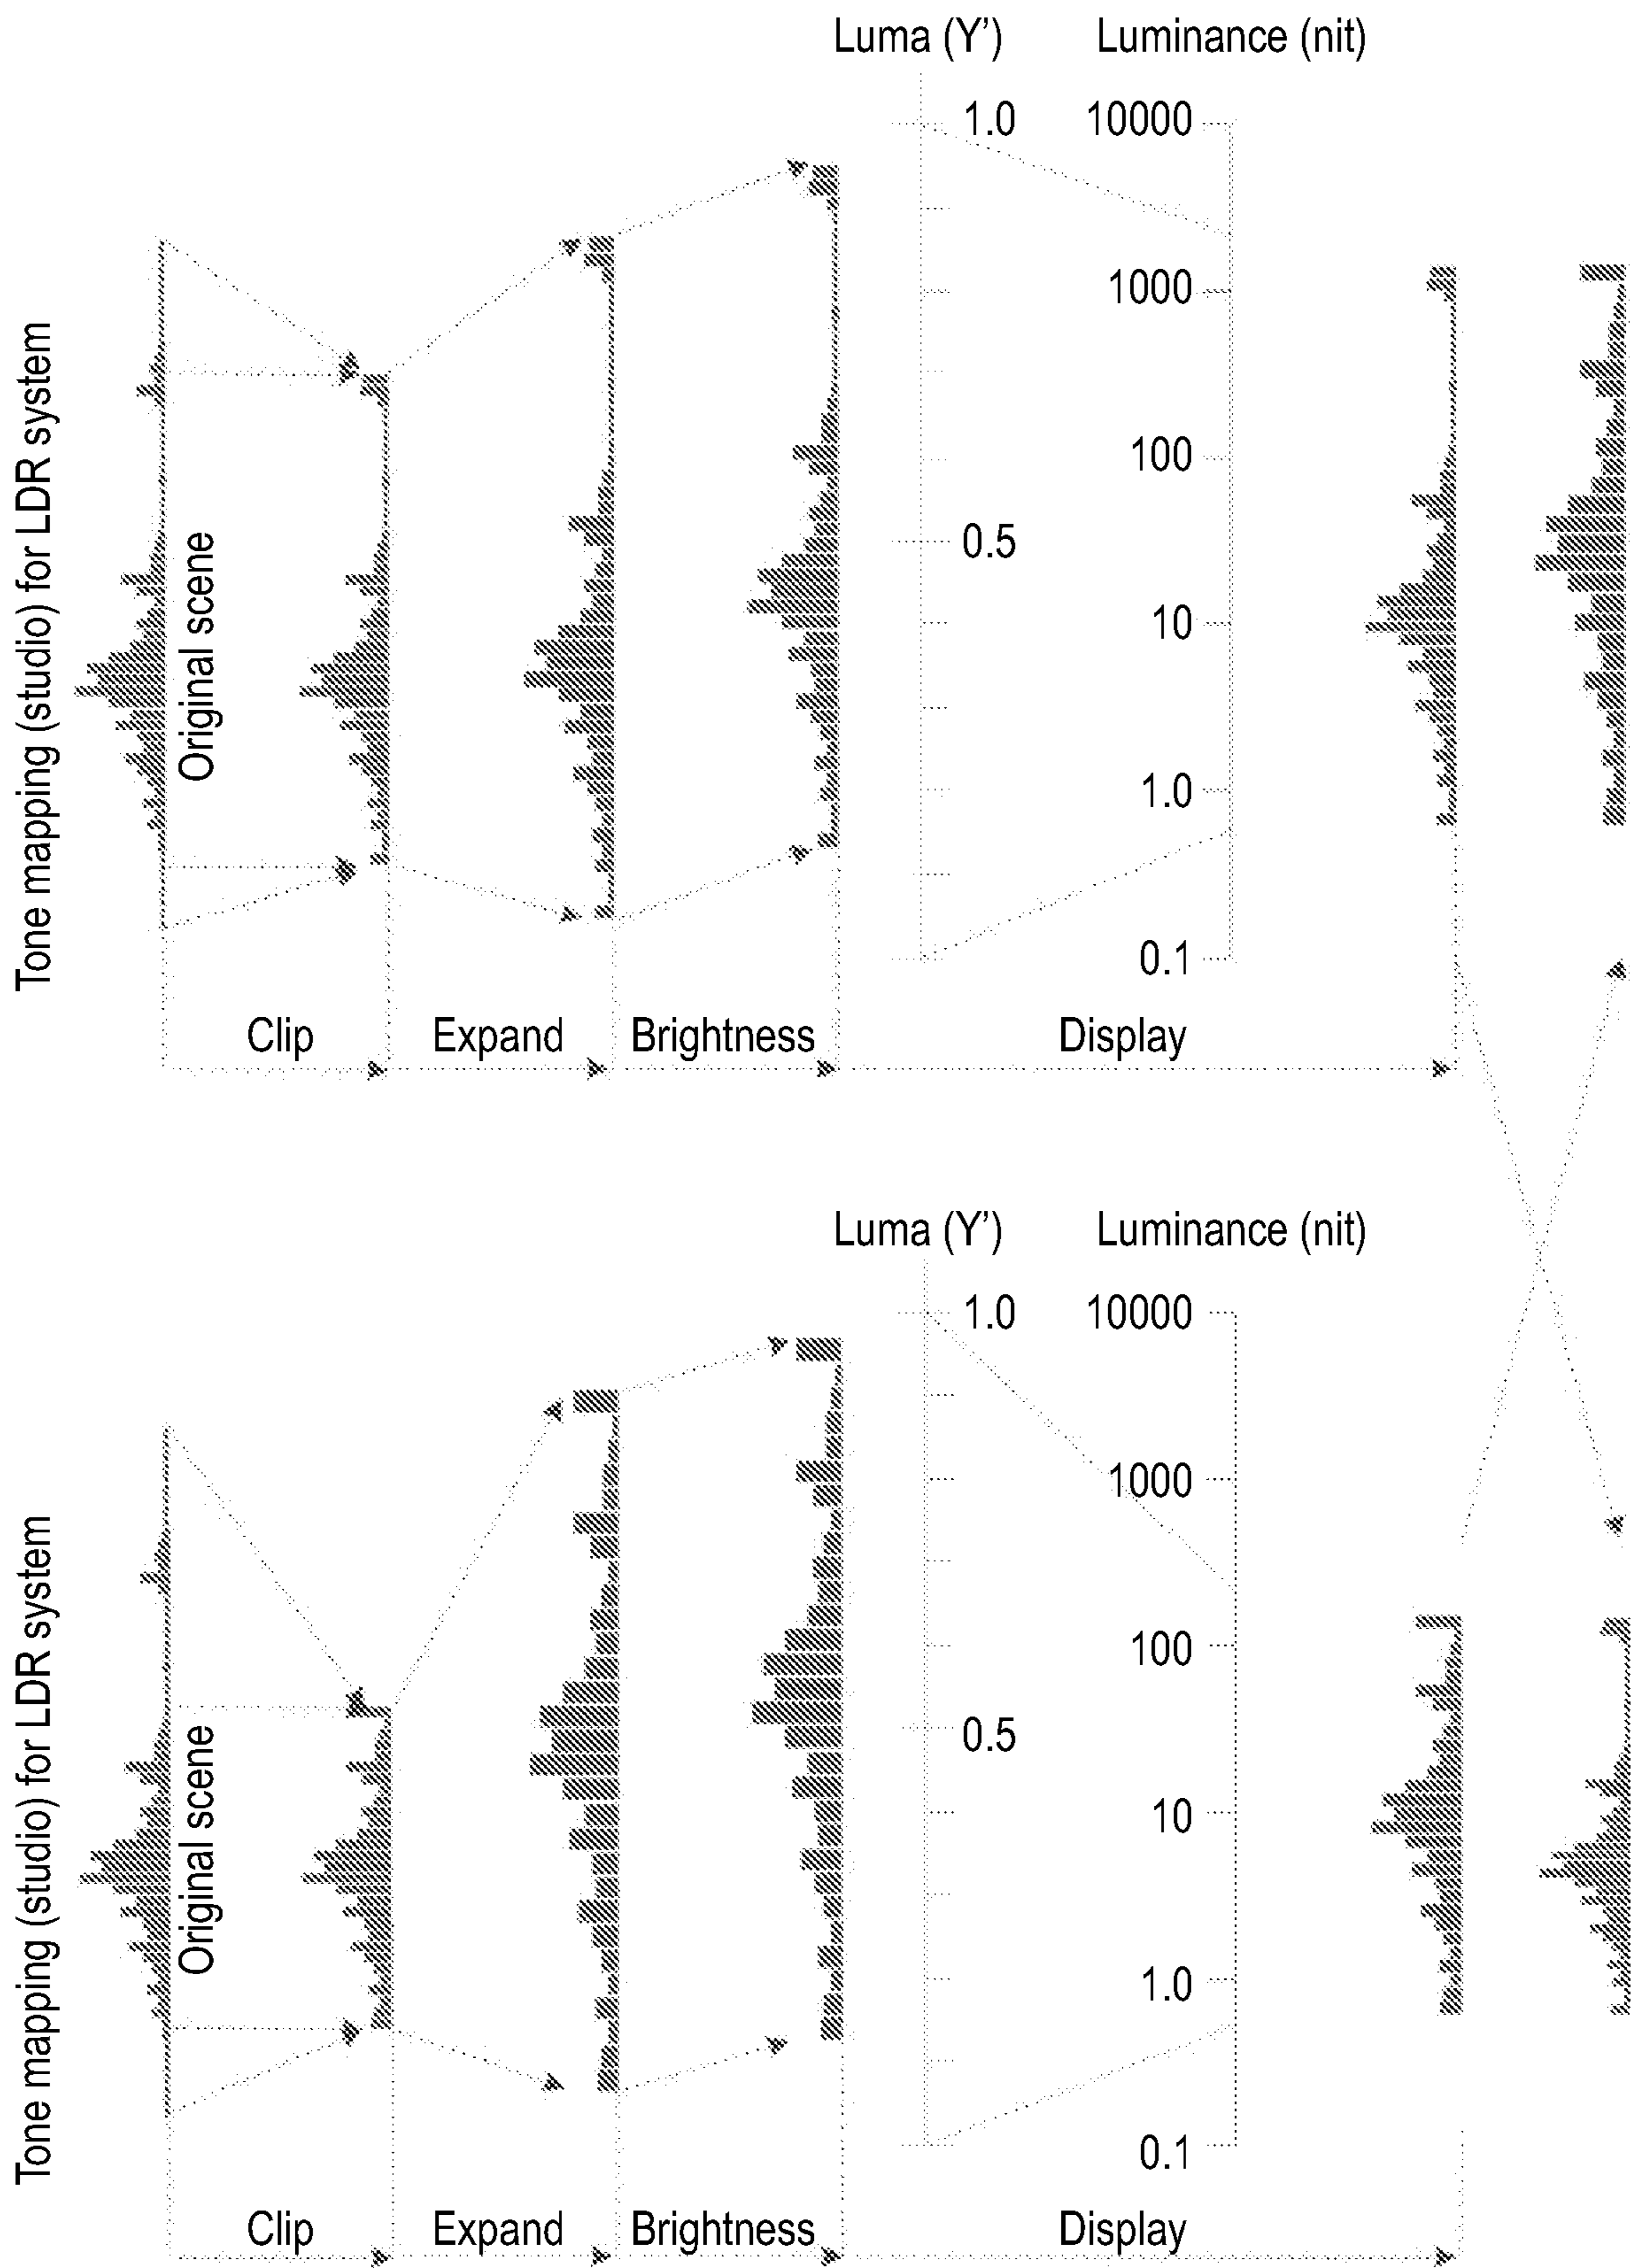 Tone mapping (studio) for LDR system
Original scene
Luma (Y’)
Luminance (nit)
1.0
0.5
10000
1000
100
10
1.0
0.1
Clip
Expand
Brightness
Display
Tone mapping (studio) for LDR system
Original scene
Luma (Y’)
Luminance (nit)
1.0
0.5
10000
1000
100
10
1.0
0.1
Clip
Expand
Brightness
Display